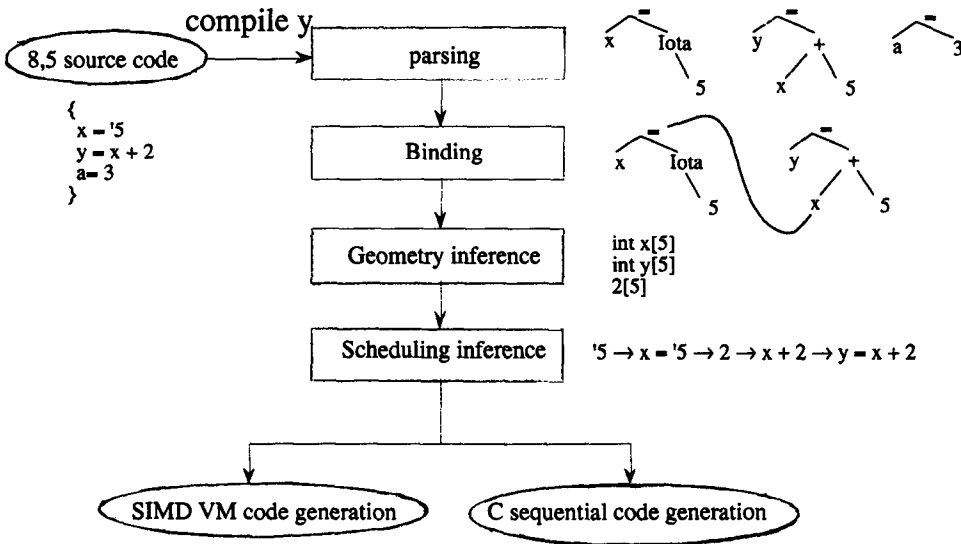 compile y
8,5 source code
parsing
{
x = '5
y = x + 2
a= 3
}
x = Iota 5
y = + x 5
a = 3
Binding
x = Iota 5
y = + x 5
Geometry inference
int x[5]
int y[5]
2[5]
Scheduling inference
'5 → x = '5 → 2 → x + 2 → y = x + 2
SIMD VM code generation
C sequential code generation